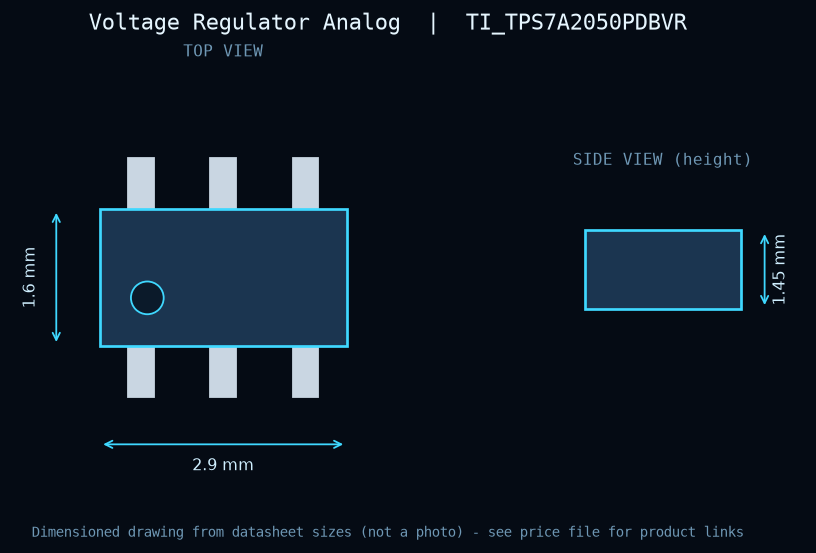 Voltage Regulator Analog | TI_TPS7A2050PDBVR
TOP VIEW
SIDE VIEW (height)
1.6 mm
1.45 mm
2.9 mm
Dimensioned drawing from datasheet sizes (not a photo) - see price file for product links